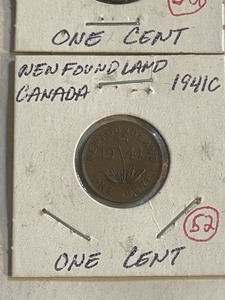 ONE CENT
NEWFOUNDLAND
CANADA 1941C
52
ONE CENT